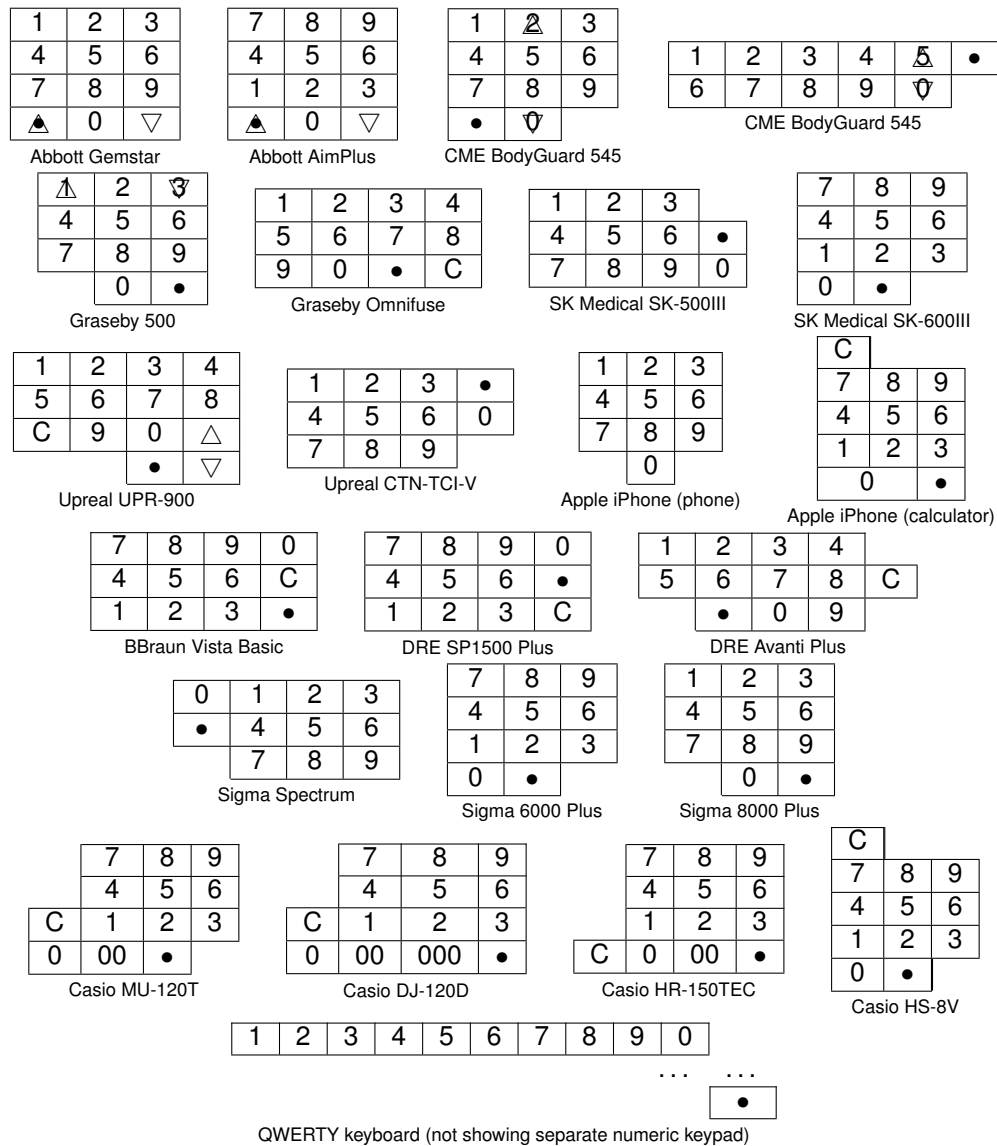 1 2 3
4 5 6
7 8 9
△● 0 ▽
Abbott Gemstar
7 8 9
4 5 6
1 2 3
△● 0 ▽
Abbott AimPlus
1 2△ 3
4 5 6
7 8 9
● 0▽
CME BodyGuard 545
1 2 3 4 5△ ●
6 7 8 9 0▽
CME BodyGuard 545
1△ 2 3▽
4 5 6
7 8 9
0 ●
Graseby 500
1 2 3 4
5 6 7 8
9 0 ● C
Graseby Omnifuse
1 2 3
4 5 6 ●
7 8 9 0
SK Medical SK-500III
7 8 9
4 5 6
1 2 3
0 ●
SK Medical SK-600III
1 2 3 4
5 6 7 8
C 9 0 △
● ▽
Upreal UPR-900
1 2 3 ●
4 5 6 0
7 8 9
Upreal CTN-TCI-V
1 2 3
4 5 6
7 8 9
0
Apple iPhone (phone)
C
7 8 9
4 5 6
1 2 3
0 ●
Apple iPhone (calculator)
7 8 9 0
4 5 6 C
1 2 3 ●
BBraun Vista Basic
7 8 9 0
4 5 6 ●
1 2 3 C
DRE SP1500 Plus
1 2 3 4
5 6 7 8 C
● 0 9
DRE Avanti Plus
0 1 2 3
● 4 5 6
7 8 9
Sigma Spectrum
7 8 9
4 5 6
1 2 3
0 ●
Sigma 6000 Plus
1 2 3
4 5 6
7 8 9
0 ●
Sigma 8000 Plus
7 8 9
4 5 6
C 1 2 3
0 00 ●
Casio MU-120T
7 8 9
4 5 6
C 1 2 3
0 00 000 ●
Casio DJ-120D
7 8 9
4 5 6
1 2 3
C 0 00 ●
Casio HR-150TEC
C
7 8 9
4 5 6
1 2 3
0 ●
Casio HS-8V
1 2 3 4 5 6 7 8 9 0
... ...
●
QWERTY keyboard (not showing separate numeric keypad)